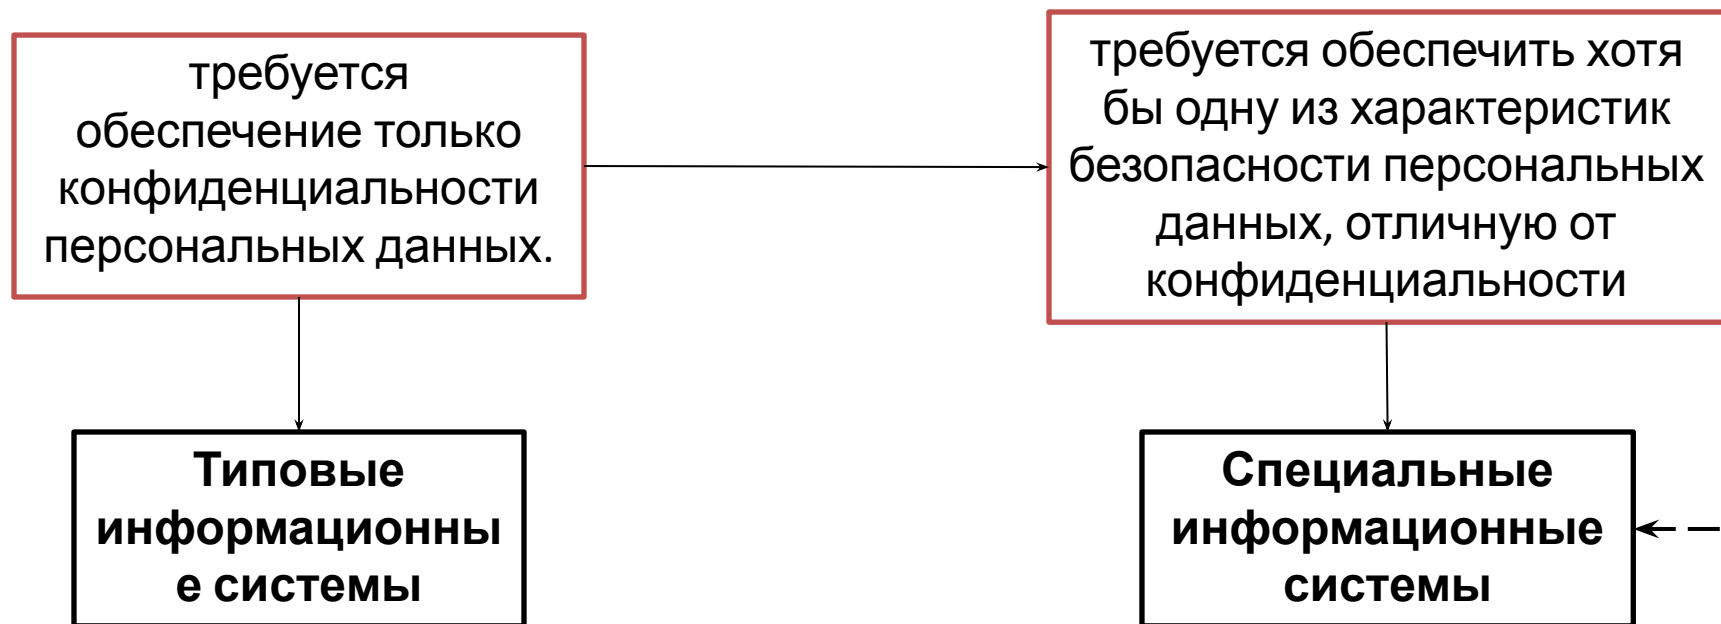 требуется
обеспечение только
конфиденциальности
персональных данных.
требуется обеспечить хотя
бы одну из характеристик
безопасности персональных
данных, отличную от
конфиденциальности
Типовые
информационны
е системы
Специальные
информационные
системы